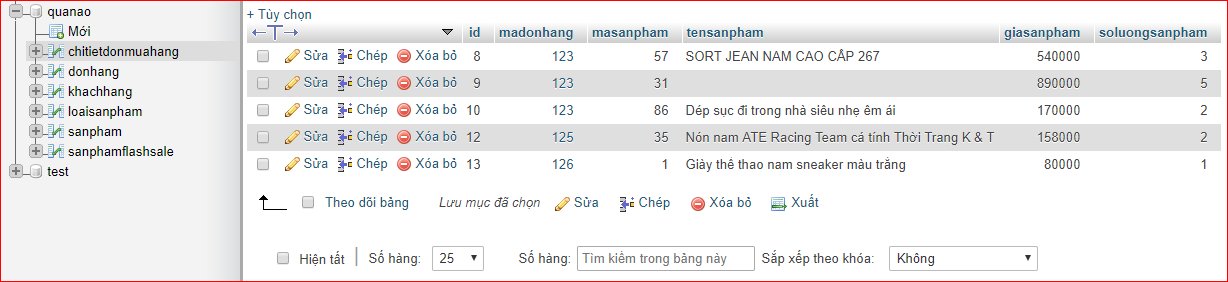 quanao
Mới
chitietdonmuahang
donhang
khachhang
loaisanpham
sanpham
sanphamflashsale
test
+ Tùy chọn
←T→ id madonhang masanpham tensanpham giasanpham soluongsanpham
Sửa Chép Xóa bỏ 8 123 57 SORT JEAN NAM CAO CẤP 267 540000 3
Sửa Chép Xóa bỏ 9 123 31 890000 5
Sửa Chép Xóa bỏ 10 123 86 Dép sục đi trong nhà siêu nhẹ êm ái 170000 2
Sửa Chép Xóa bỏ 12 125 35 Nón nam ATE Racing Team cá tính Thời Trang K & T 158000 2
Sửa Chép Xóa bỏ 13 126 1 Giày thể thao nam sneaker màu trắng 80000 1
Theo dõi bảng Lưu mục đã chọn Sửa Chép Xóa bỏ Xuất
Hiện tất Số hàng: 25 Số hàng: Tìm kiếm trong bảng này Sắp xếp theo khóa: Không